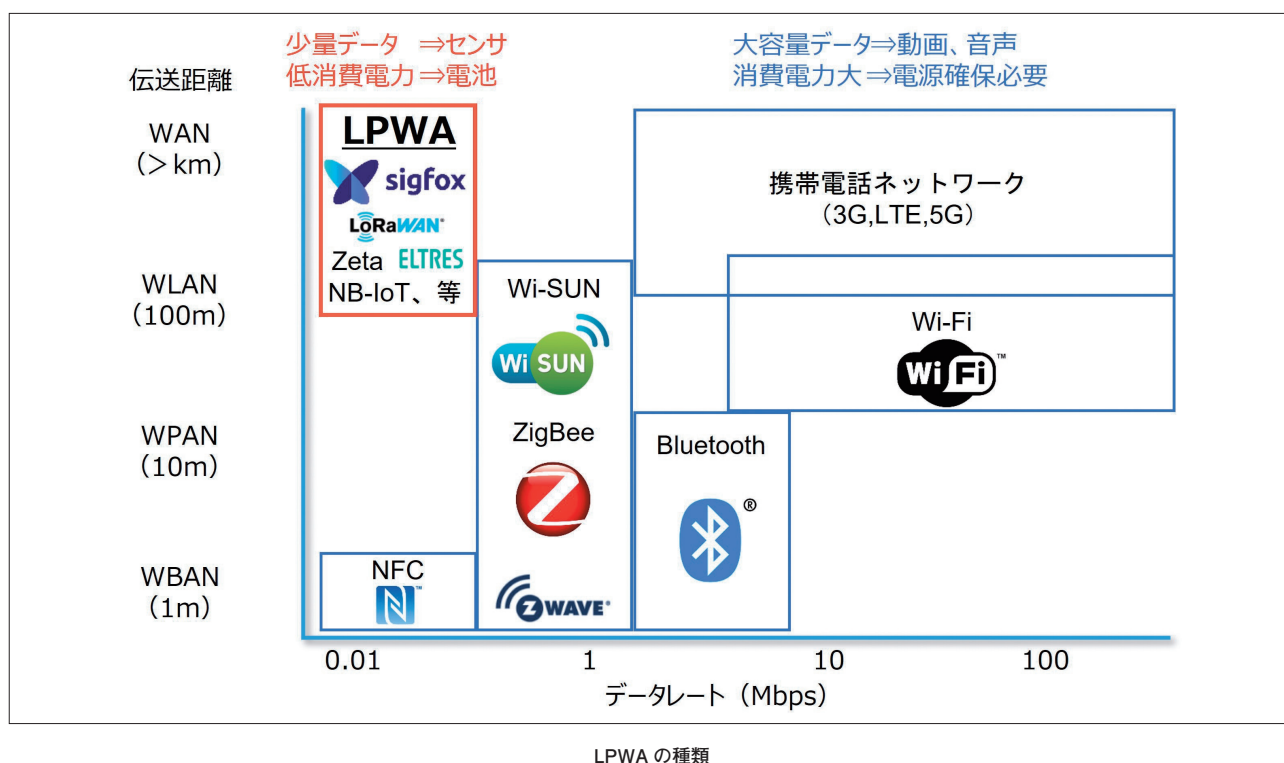 少量データ ⇒センサ
低消費電力⇒電池
大容量データ⇒動画、音声
消費電力大⇒電源確保必要
伝送距離
WAN
(>km)
WLAN
(100m)
WPAN
(10m)
WBAN
(1m)
LPWA
sigfox
LoRaWAN®
Zeta ELTRES
NB-IoT、等
携帯電話ネットワーク
(3G,LTE,5G)
Wi-SUN
Wi SUN
Wi-Fi
Wi Fi™
ZigBee
Bluetooth
®
NFC
N™
Z WAVE®
0.01 1 10 100
データレート(Mbps)
LPWA の種類